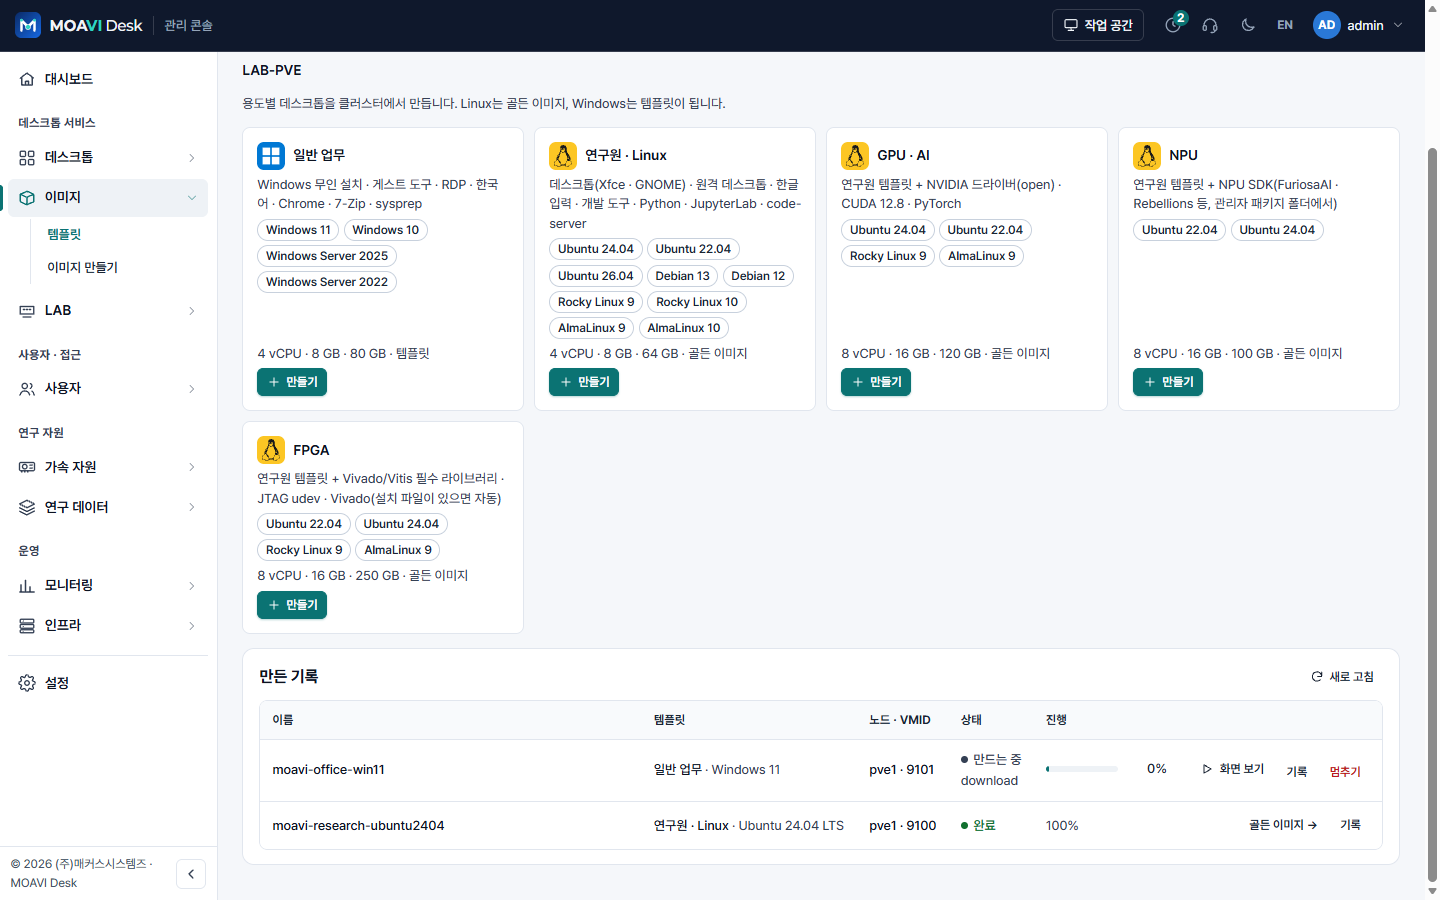 MOAVI Desk
관리 콘솔
작업 공간
2
EN
AD
admin
대시보드
데스크톱 서비스
데스크톱
이미지
템플릿
이미지 만들기
LAB
사용자 · 접근
사용자
연구 자원
가속 자원
연구 데이터
운영
모니터링
인프라
설정
© 2026 (주)매커스시스템즈 ·
MOAVI Desk
LAB-PVE
용도별 데스크톱을 클러스터에서 만듭니다. Linux는 골든 이미지, Windows는 템플릿이 됩니다.
일반 업무
Windows 무인 설치 · 게스트 도구 · RDP · 한국
어 · Chrome · 7-Zip · sysprep
Windows 11
Windows 10
Windows Server 2025
Windows Server 2022
4 vCPU · 8 GB · 80 GB · 템플릿
만들기
연구원 · Linux
데스크톱(Xfce · GNOME) · 원격 데스크톱 · 한글
입력 · 개발 도구 · Python · JupyterLab · code-
server
Ubuntu 24.04
Ubuntu 22.04
Ubuntu 26.04
Debian 13
Debian 12
Rocky Linux 9
Rocky Linux 10
AlmaLinux 9
AlmaLinux 10
4 vCPU · 8 GB · 64 GB · 골든 이미지
만들기
GPU · AI
연구원 템플릿 + NVIDIA 드라이버(open) ·
CUDA 12.8 · PyTorch
Ubuntu 24.04
Ubuntu 22.04
Rocky Linux 9
AlmaLinux 9
8 vCPU · 16 GB · 120 GB · 골든 이미지
만들기
NPU
연구원 템플릿 + NPU SDK(FuriosaAI ·
Rebellions 등, 관리자 패키지 폴더에서)
Ubuntu 22.04
Ubuntu 24.04
8 vCPU · 16 GB · 100 GB · 골든 이미지
만들기
FPGA
연구원 템플릿 + Vivado/Vitis 필수 라이브러리 ·
JTAG udev · Vivado(설치 파일이 있으면 자동)
Ubuntu 22.04
Ubuntu 24.04
Rocky Linux 9
AlmaLinux 9
8 vCPU · 16 GB · 250 GB · 골든 이미지
만들기
만든 기록
새로 고침
이름
템플릿
노드 · VMID
상태
진행
moavi-office-win11
일반 업무 · Windows 11
pve1 · 9101
만드는 중
download
0%
화면 보기
기록
멈추기
moavi-research-ubuntu2404
연구원 · Linux · Ubuntu 24.04 LTS
pve1 · 9100
완료
100%
골든 이미지 →
기록